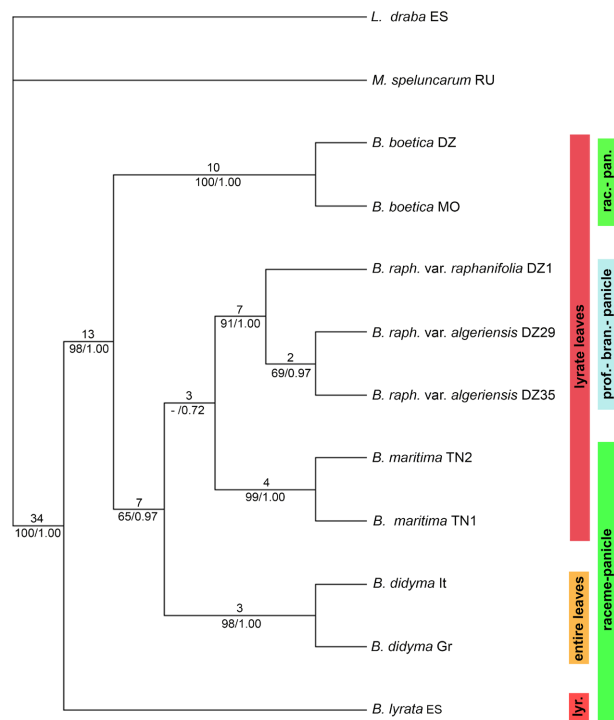 L. draba ES
M. speluncarum RU
B. boetica DZ
10
100/1.00
B. boetica MO
B. raph. var. raphanifolia DZ1
7
91/1.00
B. raph. var. algeriensis DZ29
2
69/0.97
13
98/1.00
B. raph. var. algeriensis DZ35
3
- /0.72
B. maritima TN2
4
99/1.00
7
65/0.97
B. maritima TN1
34
100/1.00
B. didyma It
3
98/1.00
B. didyma Gr
B. lyrata ES
lyrate leaves
entire leaves
lyr.
rac.- pan.
prof.- bran.- panicle
raceme-panicle